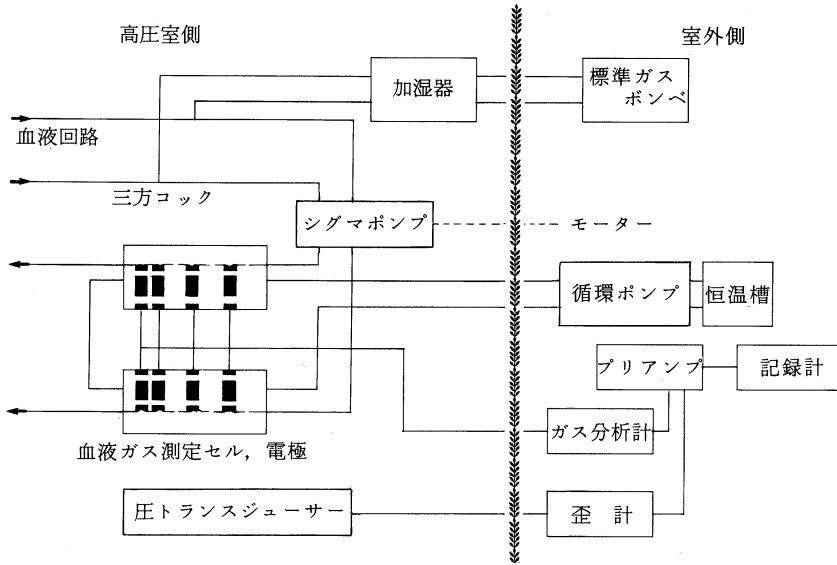 高圧室側
室外側
加湿器
標準ガス
ボンベ
血液回路
三方コック
シグマポンプ
モーター
循環ポンプ
恒温槽
プリアンプ
記録計
ガス分析計
血液ガス測定セル，電極
圧トランスジューサー
歪計